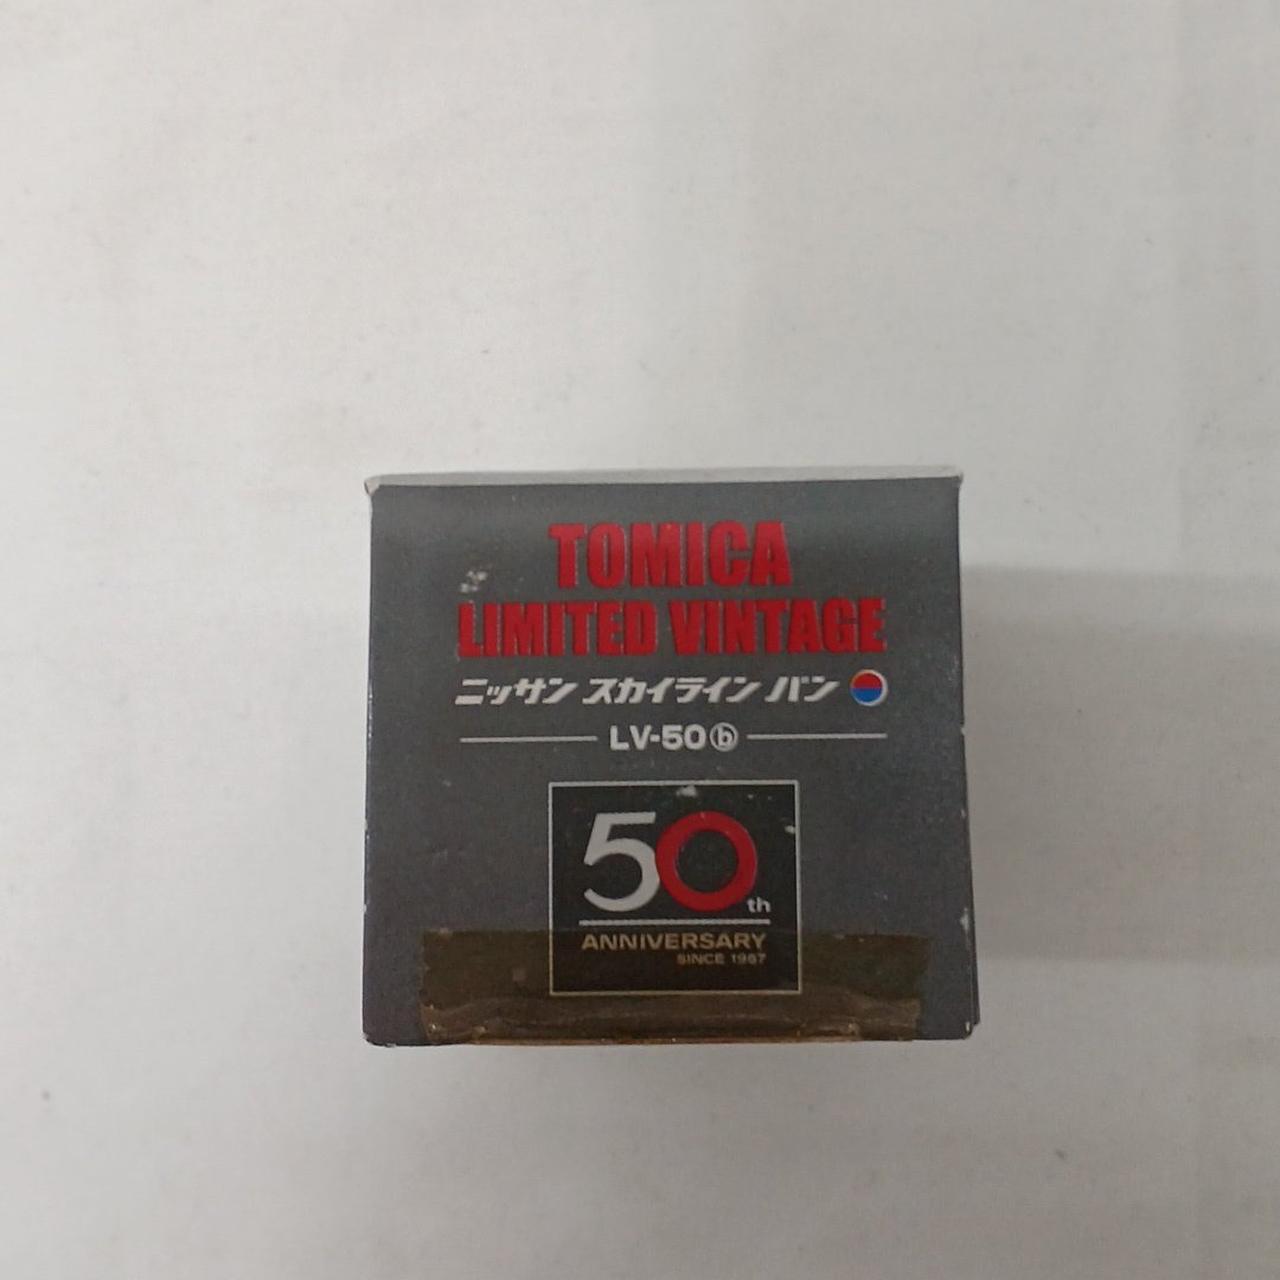 TOMICA
LIMITED VINTAGE
ニッサン スカイライン バン
LV-50ⓑ
50th
ANNIVERSARY
SINCE 1957